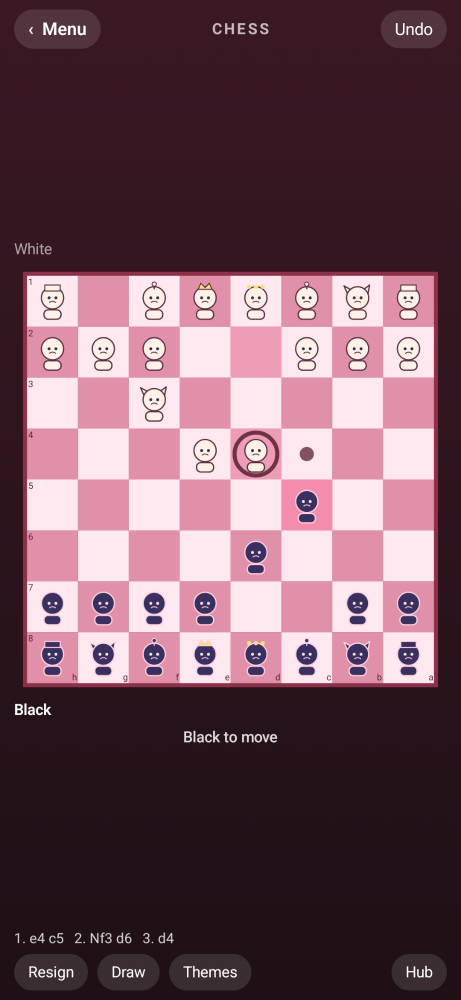 ‹ Menu
CHESS
Undo
White
1
2
3
4
5
6
7
8
h g f e d c b a
Black
Black to move
1. e4 c5 2. Nf3 d6 3. d4
Resign
Draw
Themes
Hub